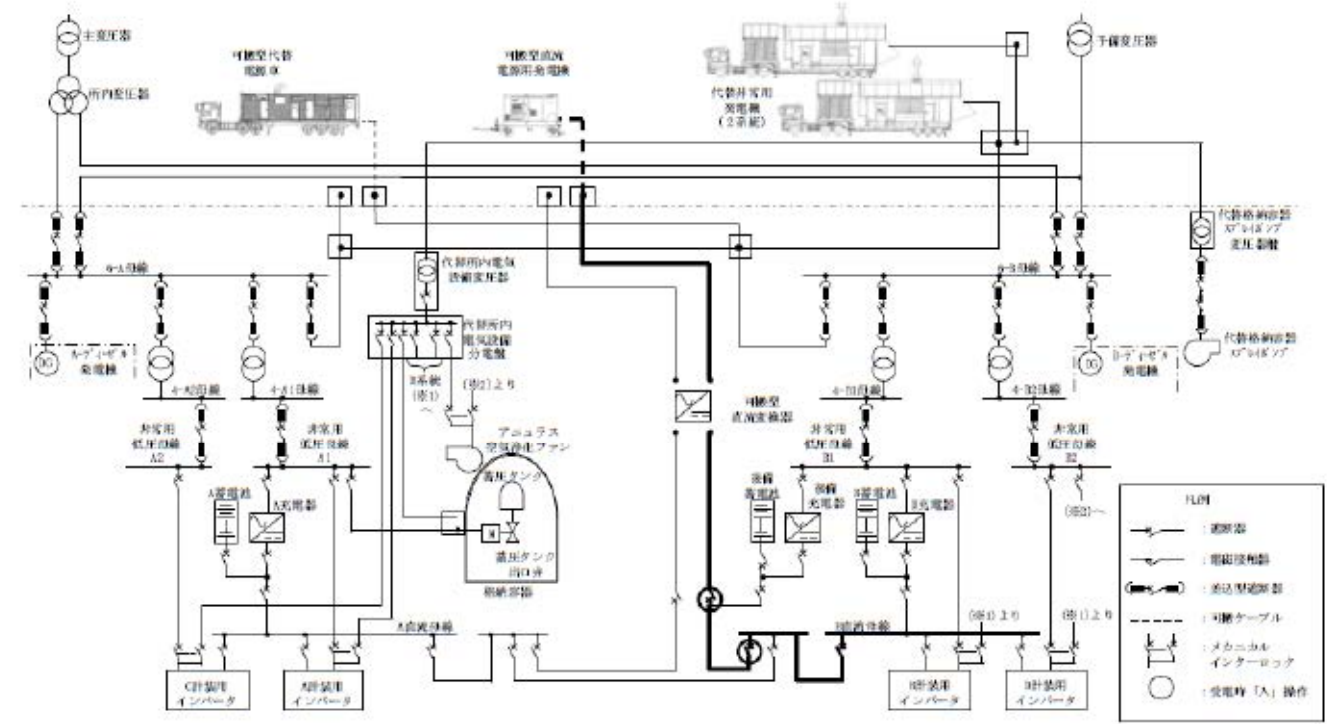 主変圧器
所内変圧器
可搬型代替
電源車
可搬型直流
電源用発電機
代替非常用
発電機
(2系統)
予備変圧器
代替格納容器
スプレイポンプ
変圧器盤
6-A母線
代替所内電気
設備変圧器
6-B母線
代替所内
電気設備
分電盤
代替格納容器
スプレイポンプ
DG
A-ディーゼル
発電機
B系統
(※1)
へ
(※2)より
DG
B-ディーゼル
発電機
4-A2母線
4-A1母線
可搬型
直流変換器
4-B1母線
4-B2母線
非常用
低圧母線
A2
非常用
低圧母線
A1
アニュラス
空気浄化ファン
非常用
低圧母線
B1
非常用
低圧母線
B2
A蓄電池
A充電器
蓄圧タンク
後備
蓄電池
後備
充電器
B蓄電池
B充電器
(※2)へ
M
蓄圧タンク
出口弁
格納容器
A直流母線
B直流母線
(※1)より
(※1)より
C計装用
インバータ
A計装用
インバータ
B計装用
インバータ
D計装用
インバータ
凡例
:遮断器
:電磁接触器
:差込型遮断器
:可搬ケーブル
:メカニカル
インターロック
:受電時「入」操作